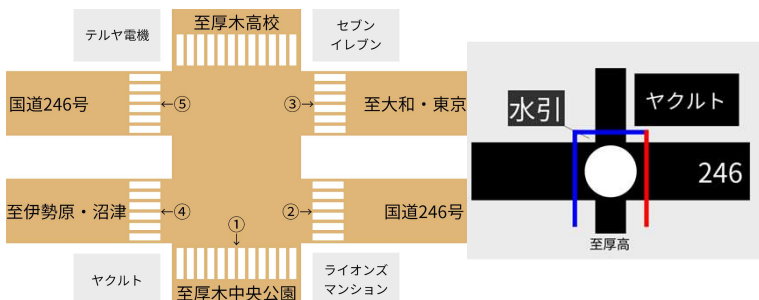 至厚木高校
テルヤ電機
セブン
イレブン
国道246号
←⑤
③→
至大和・東京
至伊勢原・沼津
←④
②→
国道246号
①
↓
ヤクルト
至厚木中央公園
ライオンズ
マンション
水引
ヤクルト
246
至厚高